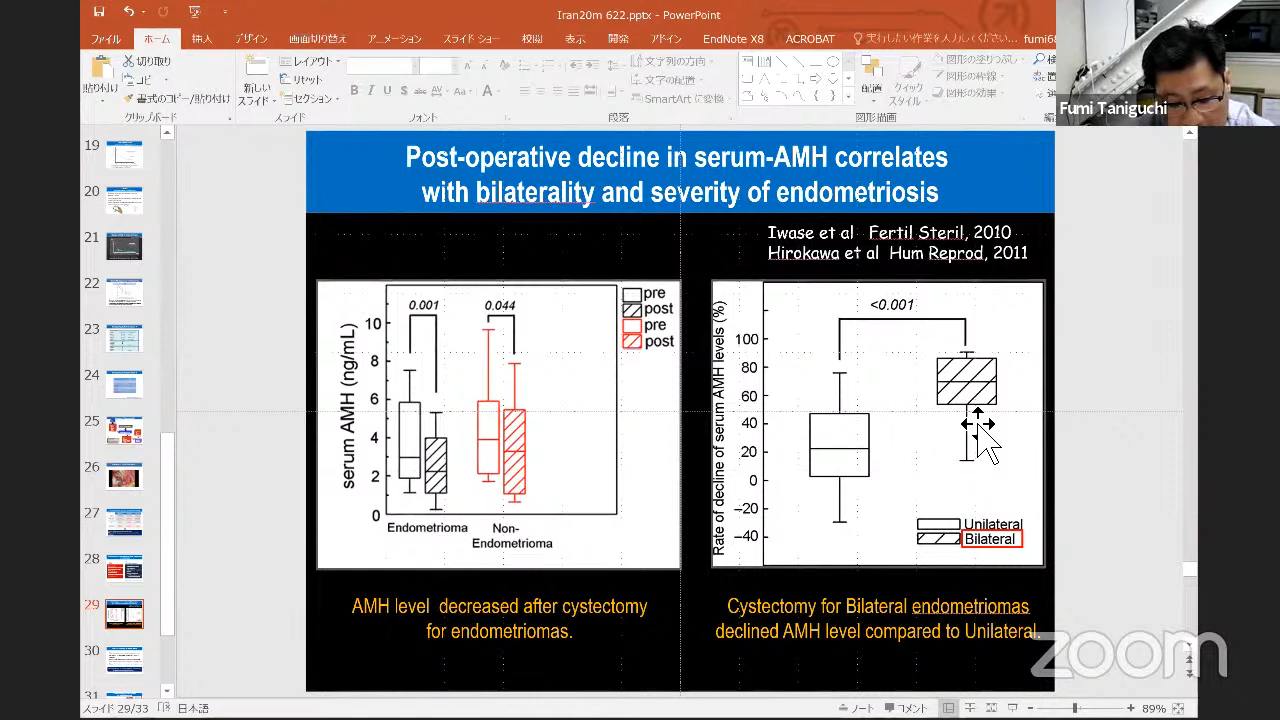 Iran20m 622.pptx - PowerPoint
ファイル ホーム 挿入 デザイン 画面切り替え アニメーション スライド ショー 校閲 表示 開発 アドイン EndNote X8 ACROBAT 実行したい作業を入力してください... fumi6
貼り付け 切り取り コピー 書式のコピー/貼り付け
新しい スライド レイアウト リセット セクション
B I U S abc AV Aa A
文字列の方向 文字の配置 SmartArt に変換
配置 クイック スタイル 図形の塗りつぶし 図形の枠線 図形の効果
クリップボード スライド フォント 段落 図形描画 編
Fumi Taniguchi
19
20
21
22
23
24
25
26
27
28
29
30
31
Post-operative decline in serum-AMH correlates
with bilaterality and severity of endometriosis
Iwase et al Fertil Steril, 2010
Hirokawa et al Hum Reprod, 2011
serum AMH (ng/mL)
10
8
6
4
2
0
0.001 0.044
pre
post
pre
post
Endometrioma Non-
Endometrioma
Rate of decline of serum AMH levels (%)
100
80
60
40
20
0
−20
−40
<0.001
Unilateral
Bilateral
AMH level decreased after cystectomy
for endometriomas.
Cystectomy for Bilateral endometriomas
declined AMH level compared to Unilateral.
zoom
スライド 29/33 日本語 ノート コメント 89%